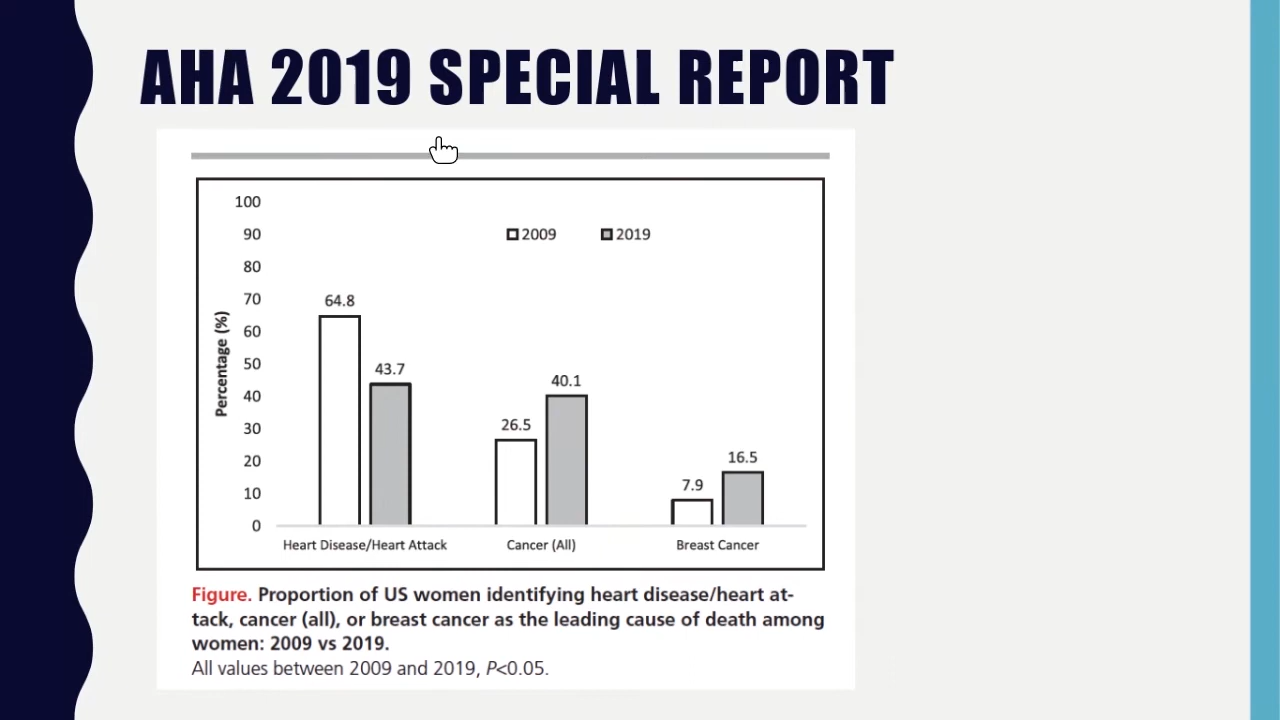 AHA 2019 SPECIAL REPORT
100
90
2009 2019
80
70
64.8
60
50
43.7
40
40.1
30
26.5
20
16.5
10
7.9
0
Percentage (%)
Heart Disease/Heart Attack Cancer (All) Breast Cancer
Figure. Proportion of US women identifying heart disease/heart at-
tack, cancer (all), or breast cancer as the leading cause of death among
women: 2009 vs 2019.
All values between 2009 and 2019, P<0.05.